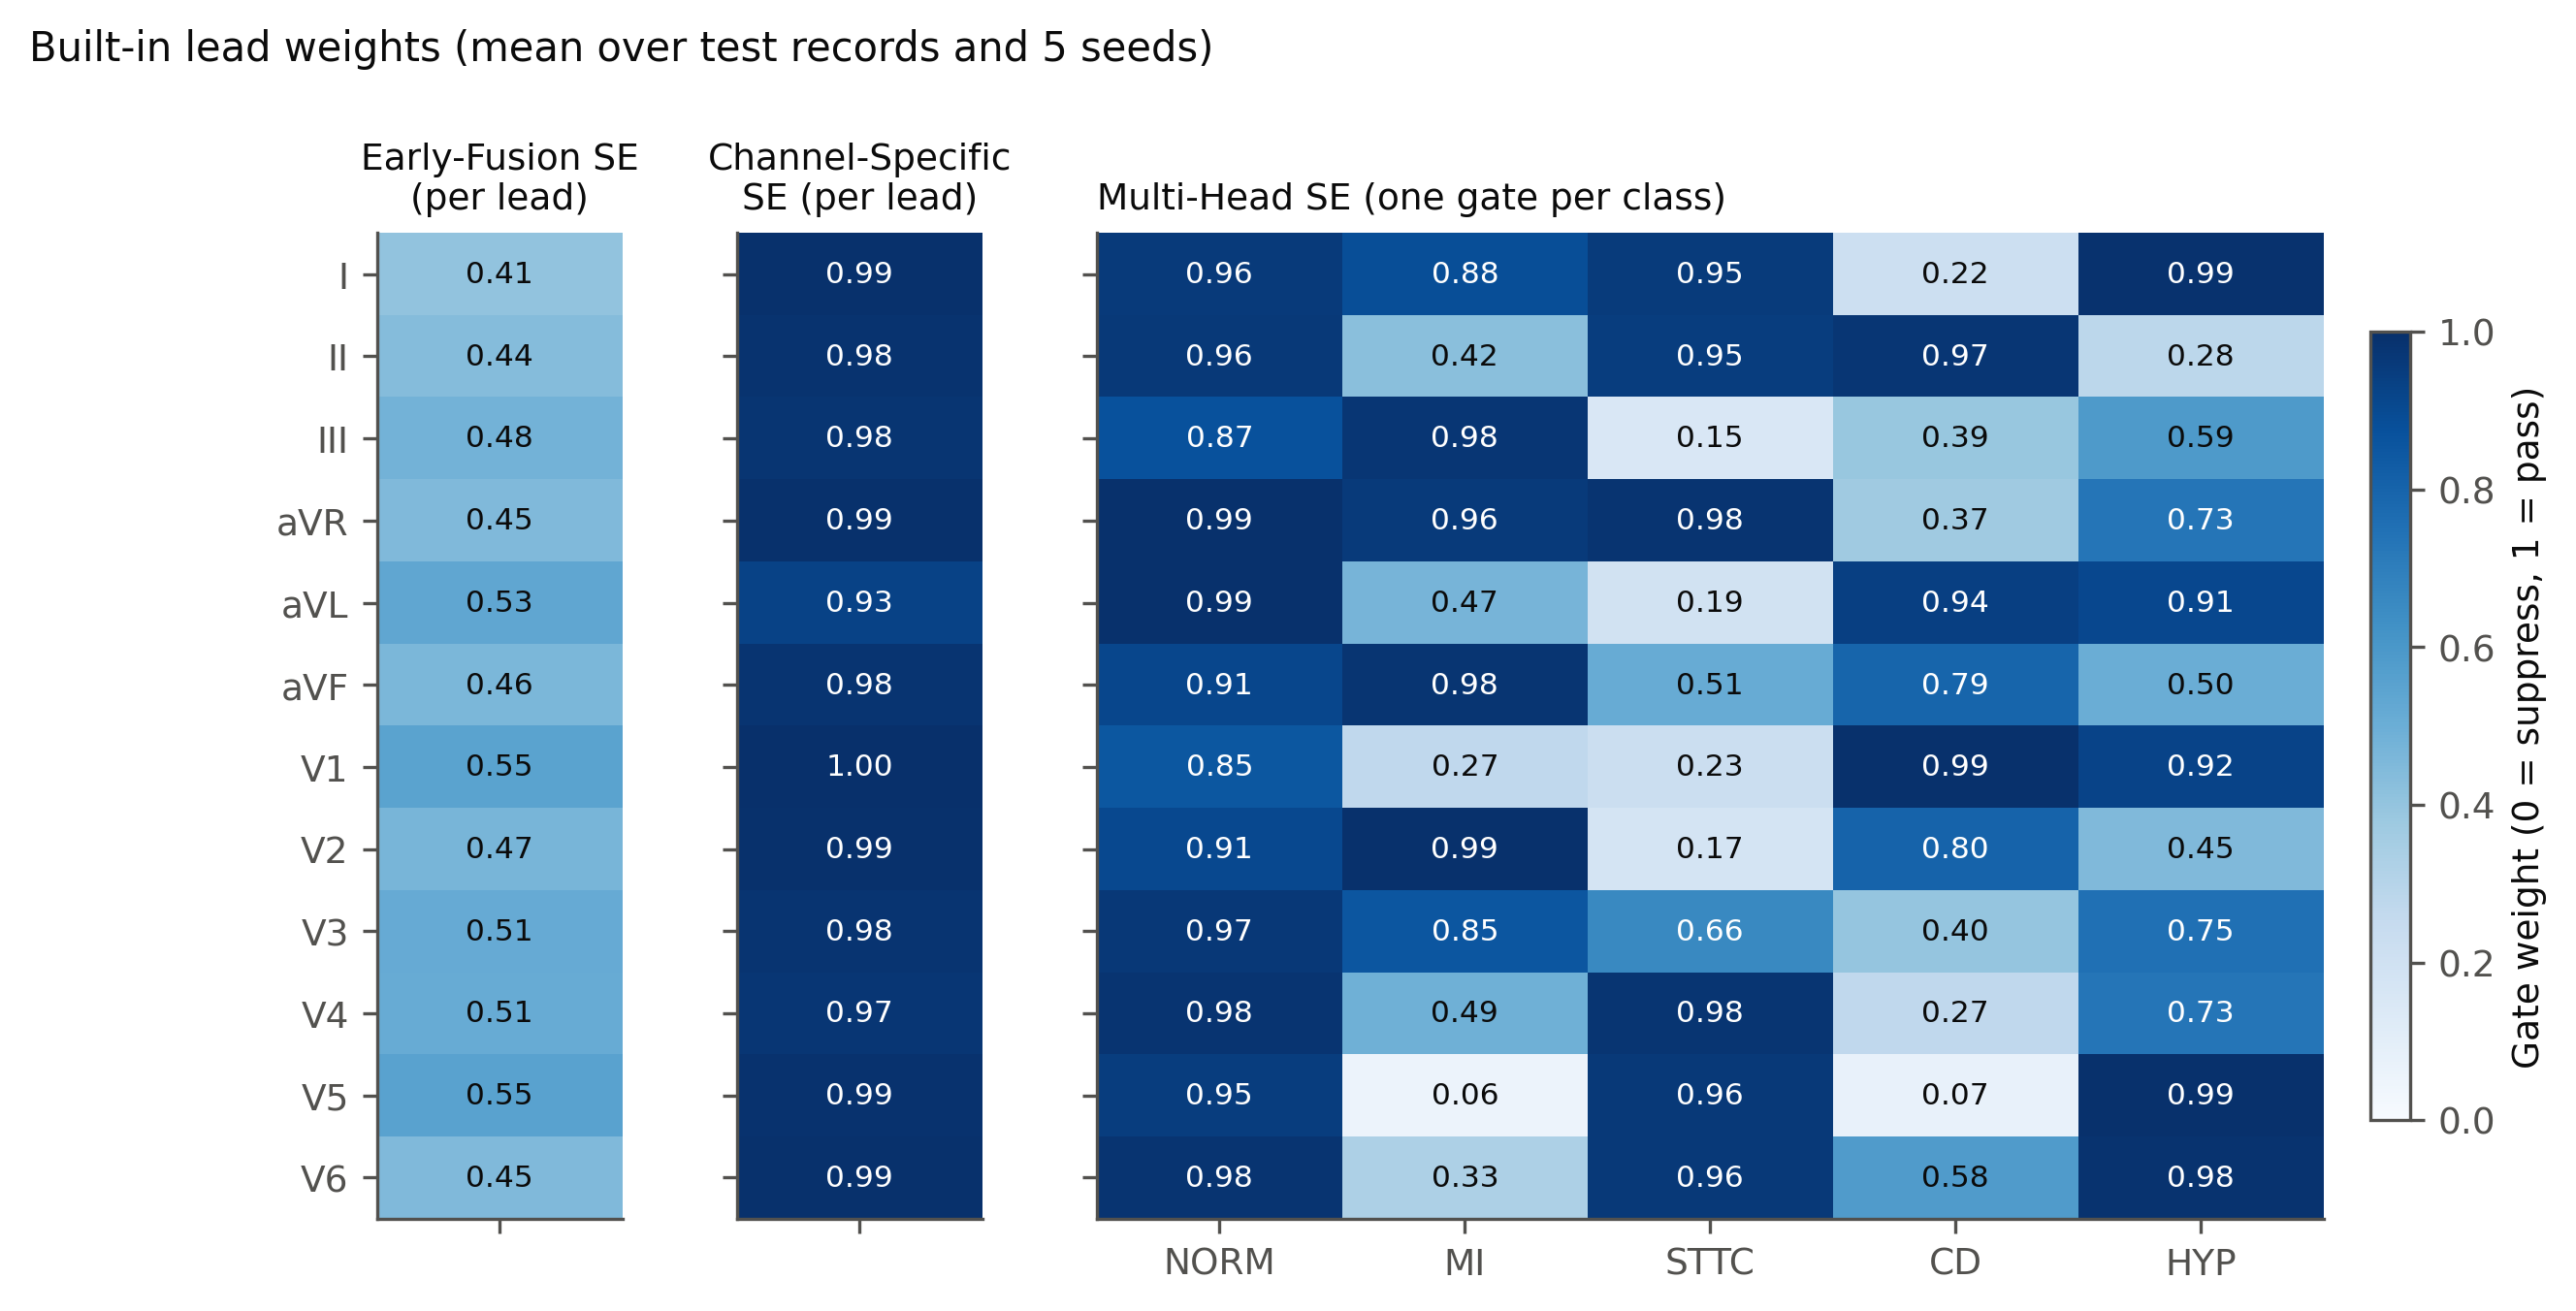 Built-in lead weights (mean over test records and 5 seeds)
Early-Fusion SE
(per lead)
Channel-Specific
SE (per lead)
Multi-Head SE (one gate per class)
I 0.41 0.99 0.96 0.88 0.95 0.22 0.99
II 0.44 0.98 0.96 0.42 0.95 0.97 0.28
III 0.48 0.98 0.87 0.98 0.15 0.39 0.59
aVR 0.45 0.99 0.99 0.96 0.98 0.37 0.73
aVL 0.53 0.93 0.99 0.47 0.19 0.94 0.91
aVF 0.46 0.98 0.91 0.98 0.51 0.79 0.50
V1 0.55 1.00 0.85 0.27 0.23 0.99 0.92
V2 0.47 0.99 0.91 0.99 0.17 0.80 0.45
V3 0.51 0.98 0.97 0.85 0.66 0.40 0.75
V4 0.51 0.97 0.98 0.49 0.98 0.27 0.73
V5 0.55 0.99 0.95 0.06 0.96 0.07 0.99
V6 0.45 0.99 0.98 0.33 0.96 0.58 0.98
NORM MI STTC CD HYP
1.0
0.8
0.6
0.4
0.2
0.0
Gate weight (0 = suppress, 1 = pass)